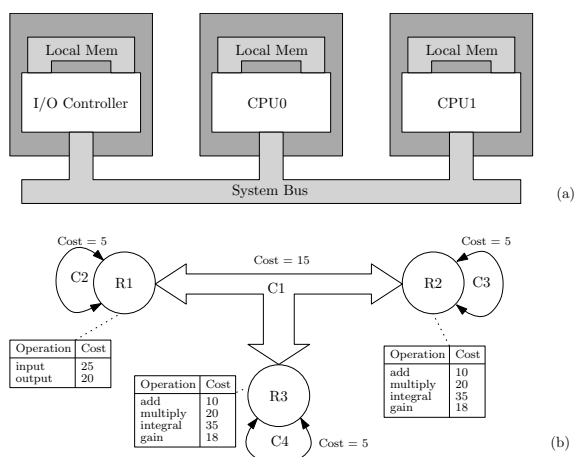 Local Mem Local Mem Local Mem
I/O Controller CPU0 CPU1
System Bus
(a)
Cost = 5 Cost = 15 Cost = 5
C2 R1 C1 R2 C3
Operation Cost
input 25
output 20
Operation Cost
add 10
multiply 20
integral 35
gain 18
Operation Cost
add 10
multiply 20
integral 35
gain 18
R3
C4 Cost = 5
(b)